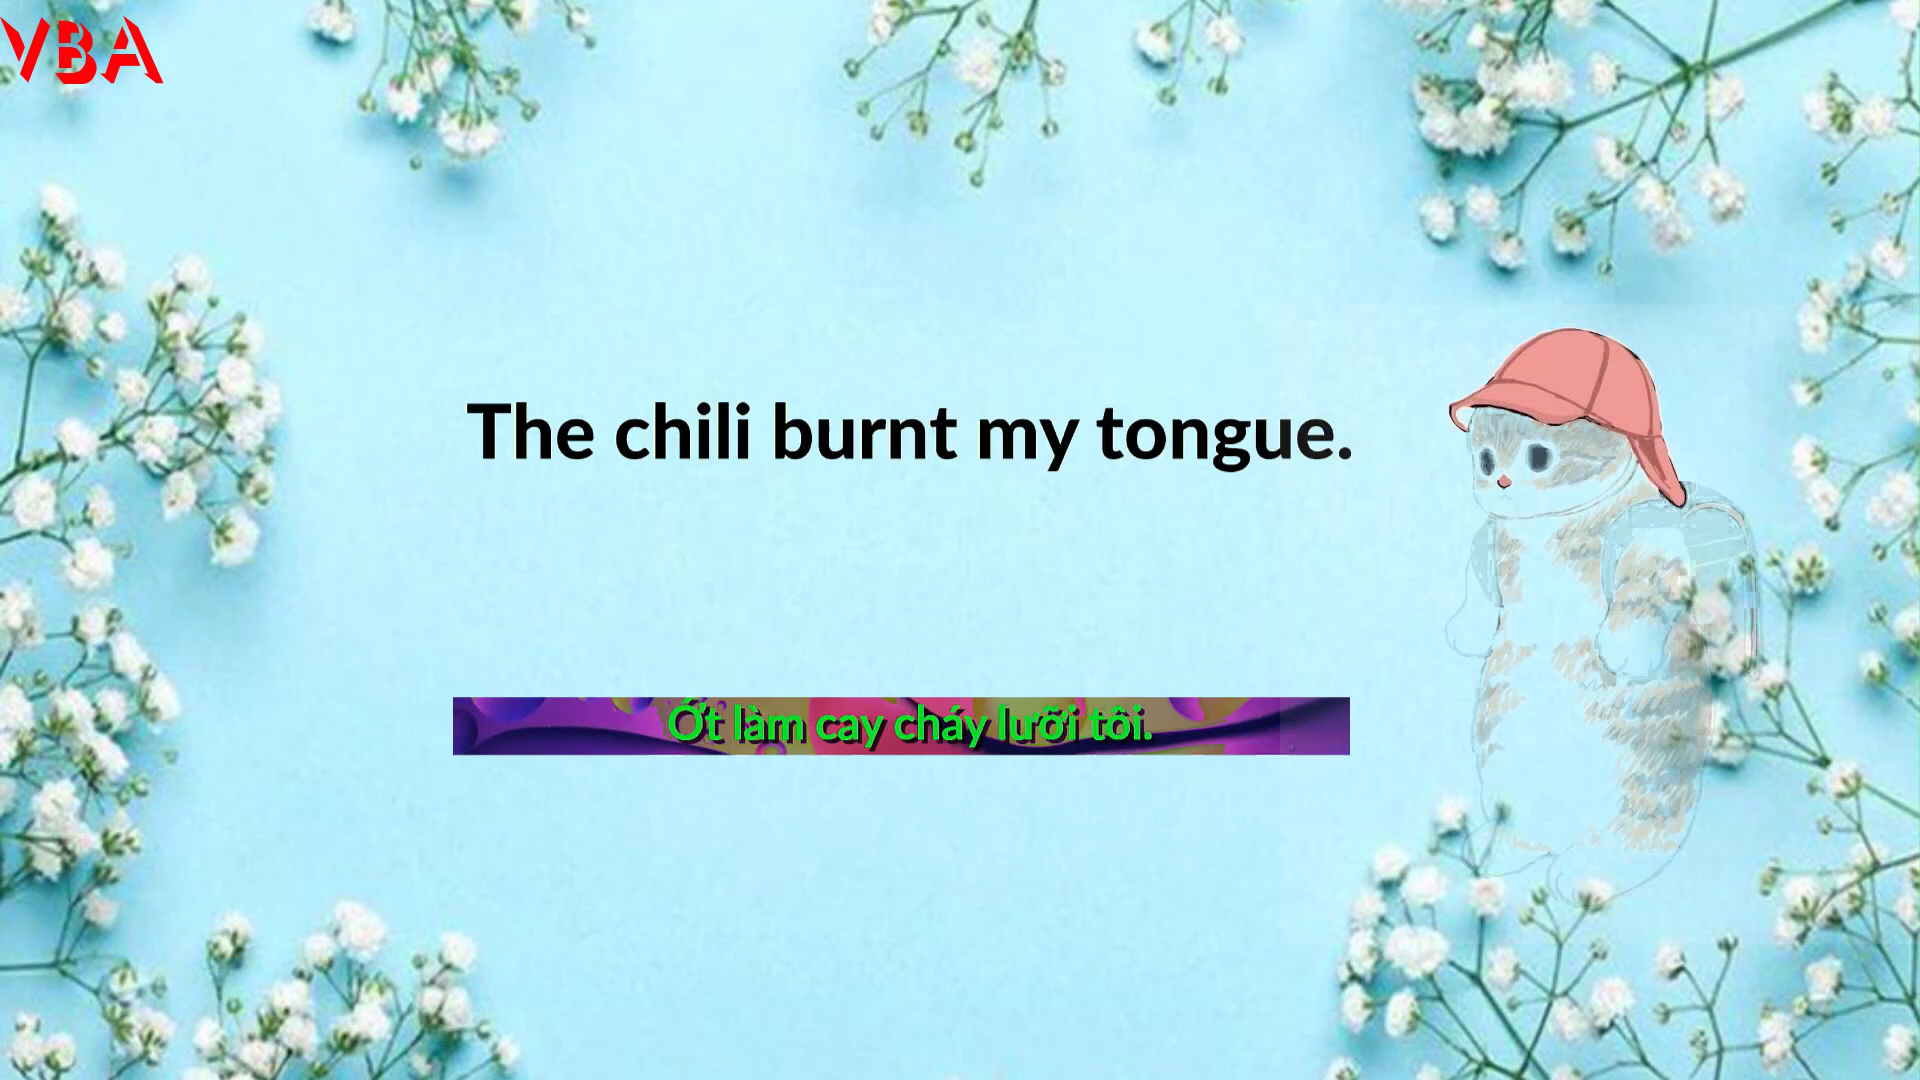 VBA
The chili burnt my tongue.
Ớt làm cay cháy lưỡi tôi.